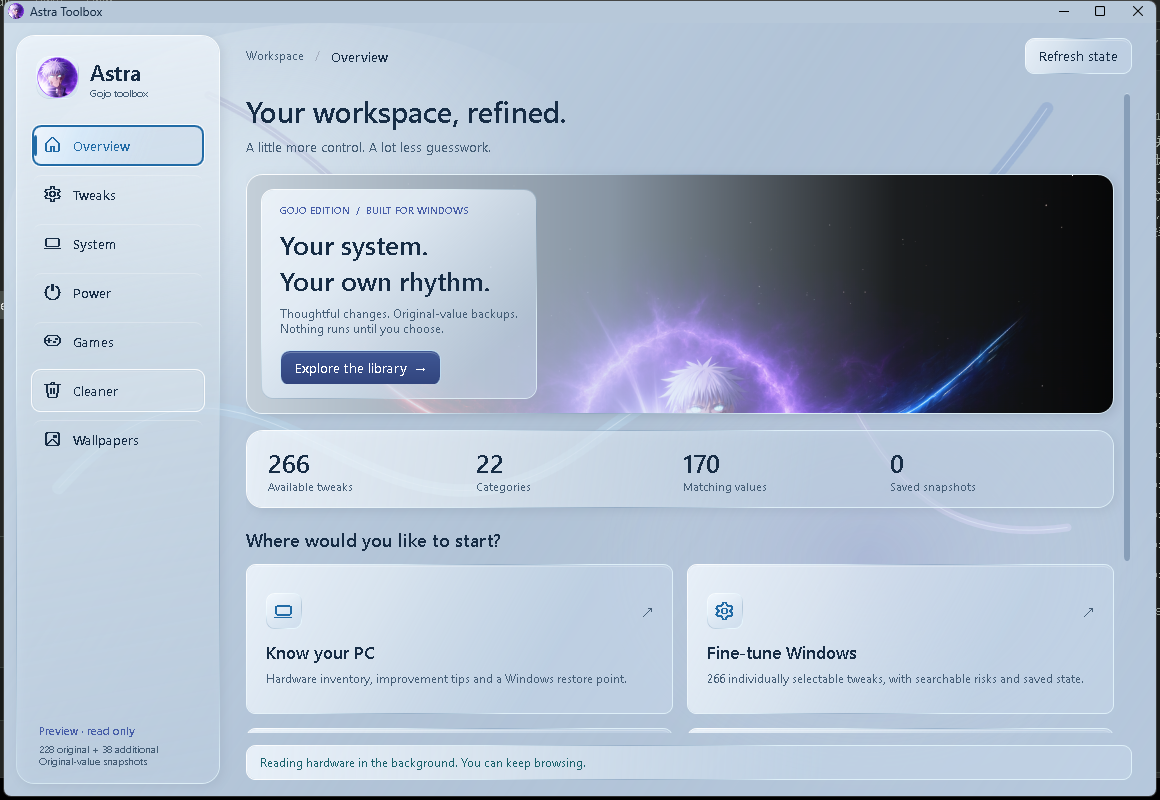 Astra Toolbox
Astra
Gojo toolbox
Overview
Tweaks
System
Power
Games
Cleaner
Wallpapers
Preview · read only
228 original + 38 additional
Original-value snapshots
Workspace / Overview
Refresh state
Your workspace, refined.
A little more control. A lot less guesswork.
GOJO EDITION / BUILT FOR WINDOWS
Your system.
Your own rhythm.
Thoughtful changes. Original-value backups.
Nothing runs until you choose.
Explore the library →
266
Available tweaks
22
Categories
170
Matching values
0
Saved snapshots
Where would you like to start?
Know your PC
Hardware inventory, improvement tips and a Windows restore point.
Fine-tune Windows
266 individually selectable tweaks, with searchable risks and saved state.
Reading hardware in the background. You can keep browsing.